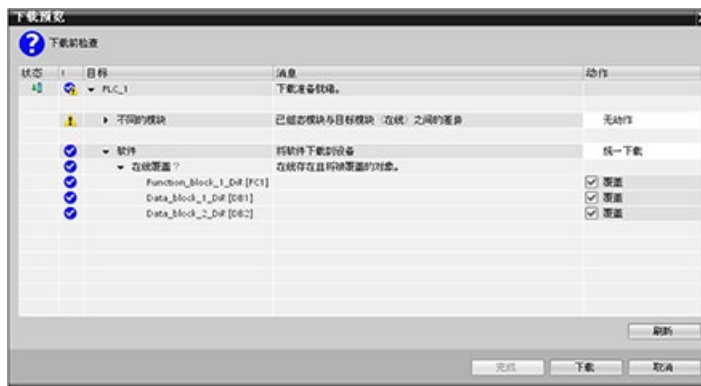 下载预览
下载前检查
状态 ! 目标 消息 动作
PLC_1 下载准备就绪。
不同的模块 已组态模块与目标模块（在线）之间的差异 无动作
软件 将软件下载到设备 统一下载
在线覆盖？ 在线存在且将被覆盖的对象。
Function_block_1_Diff [FC1] 覆盖
Data_block_1_Diff [DB1] 覆盖
Data_block_2_Diff [DB2] 覆盖
刷新
完成 下载 取消